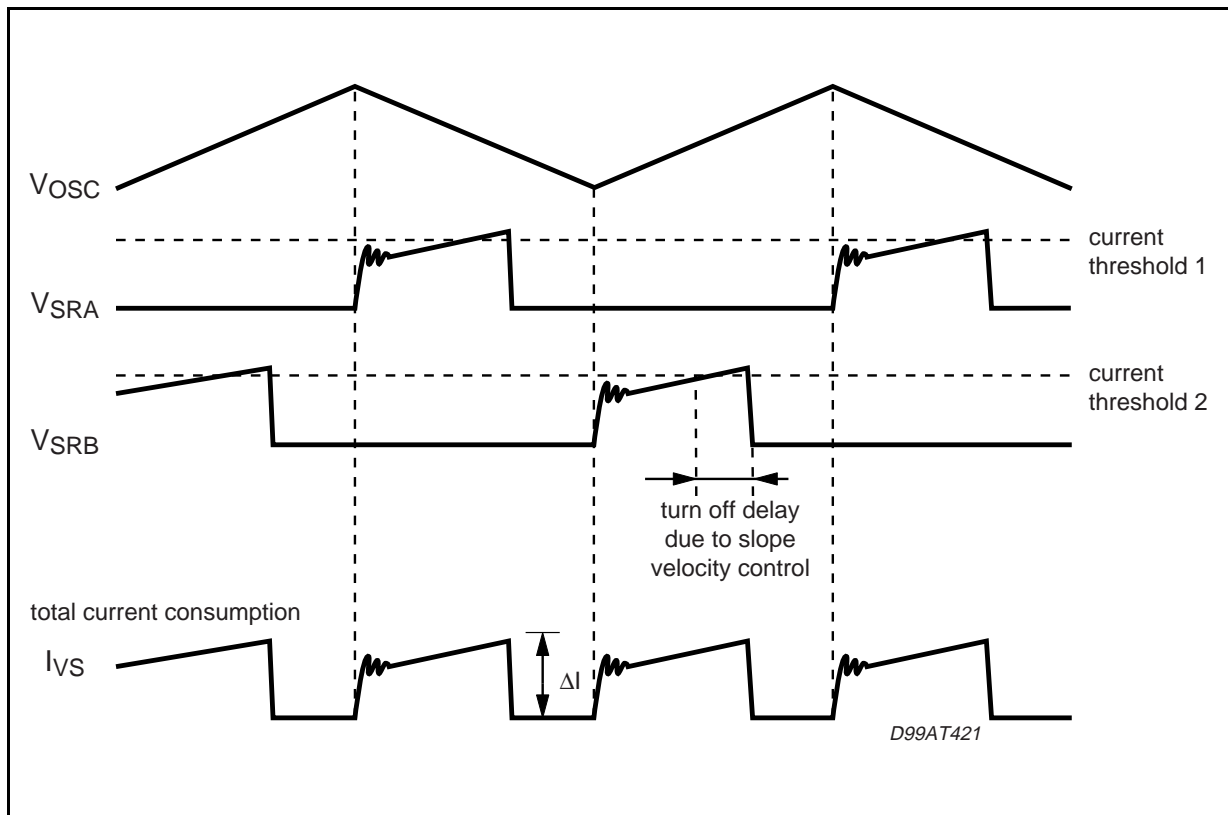 VOSC
current
threshold 1
VSRA
current
threshold 2
VSRB
turn off delay
due to slope
velocity control
total current consumption
IVS
ΔI
D99AT421